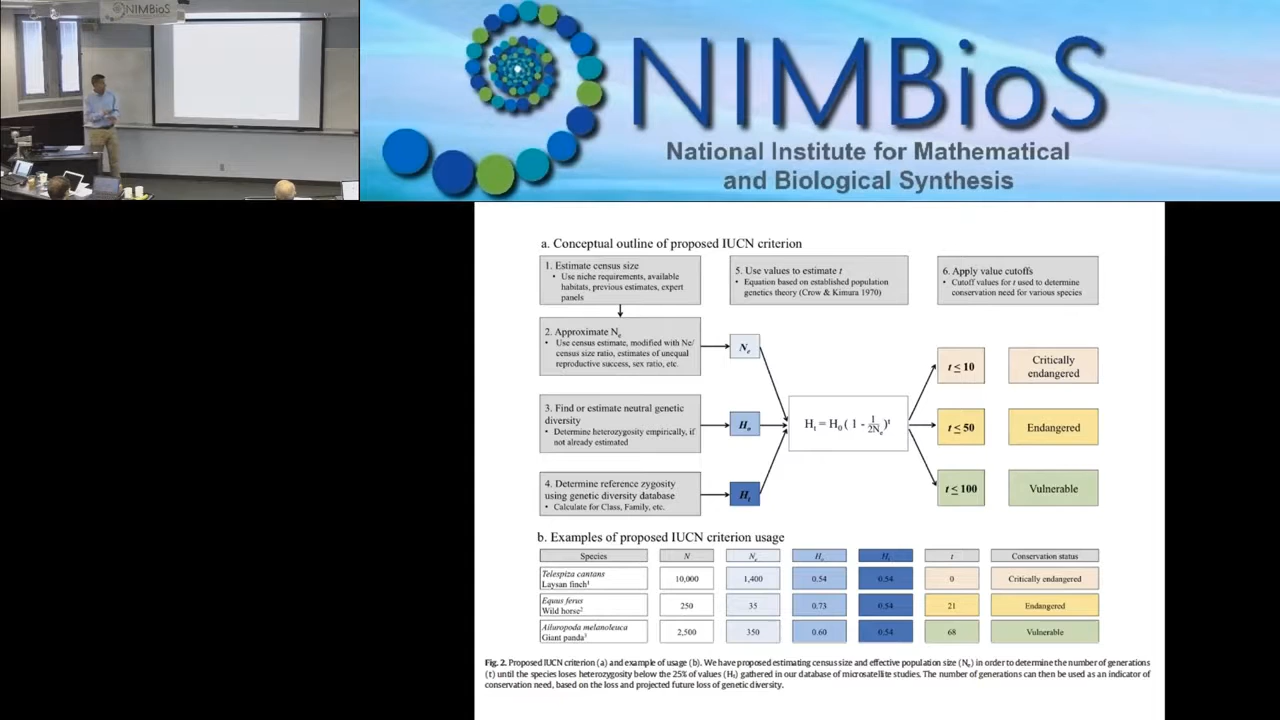 NIMBioS
NIMBioS
National Institute for Mathematical
and Biological Synthesis
a. Conceptual outline of proposed IUCN criterion
1. Estimate census size
• Use niche requirements, available
habitats, previous estimates, expert
panels
2. Approximate Ne
• Use census estimate, modified with Ne/
census size ratio, estimates of unequal
reproductive success, sex ratio, etc.
3. Find or estimate neutral genetic
diversity
• Determine heterozygosity empirically, if
not already estimated
4. Determine reference zygosity
using genetic diversity database
• Calculate for Class, Family, etc.
5. Use values to estimate t
• Equation based on established population
genetics theory (Crow & Kimura 1970)
6. Apply value cutoffs
• Cutoff values for t used to determine
conservation need for various species
Ne
Ho
Ht
Ht = H0 ( 1 - 1/2Ne )t
t ≤ 10
Critically
endangered
t ≤ 50
Endangered
t ≤ 100
Vulnerable
b. Examples of proposed IUCN criterion usage
Species N Ne Ho Ht t Conservation status
Telespiza cantans
Laysan finch1 10,000 1,400 0.54 0.54 0 Critically endangered
Equus ferus
Wild horse2 250 35 0.73 0.54 21 Endangered
Ailuropoda melanoleuca
Giant panda3 2,500 350 0.60 0.54 68 Vulnerable
Fig. 2. Proposed IUCN criterion (a) and example of usage (b). We have proposed estimating census size and effective population size (Ne) in order to determine the number of generations
(t) until the species loses heterozygosity below the 25% of values (Ht) gathered in our database of microsatellite studies. The number of generations can then be used as an indicator of
conservation need, based on the loss and projected future loss of genetic diversity.